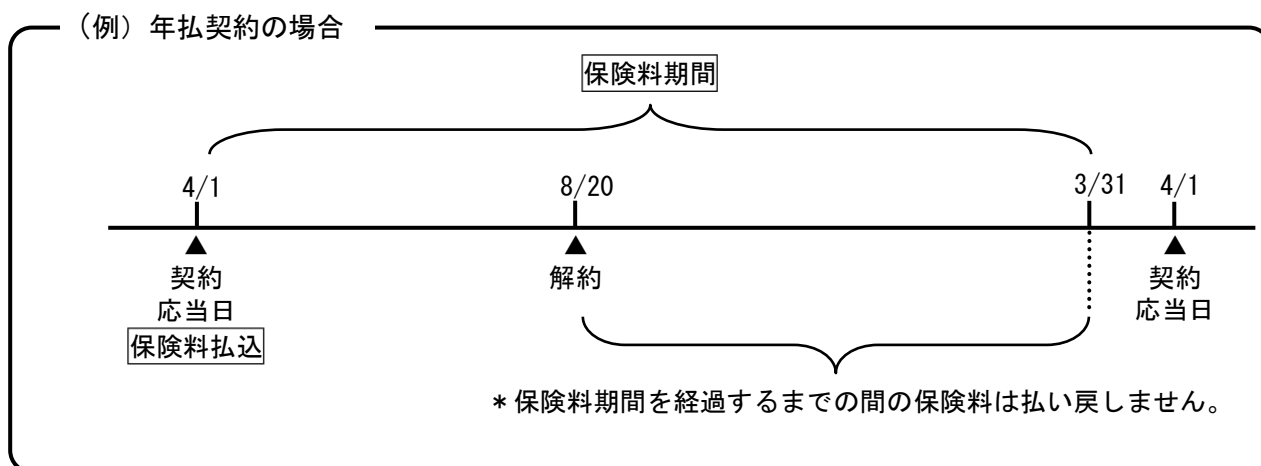 （例）年払契約の場合
保険料期間
4/1
8/20
3/31
4/1
▲
▲
▲
契約
応当日
保険料払込
解約
契約
応当日
＊保険料期間を経過するまでの間の保険料は払い戻しません。